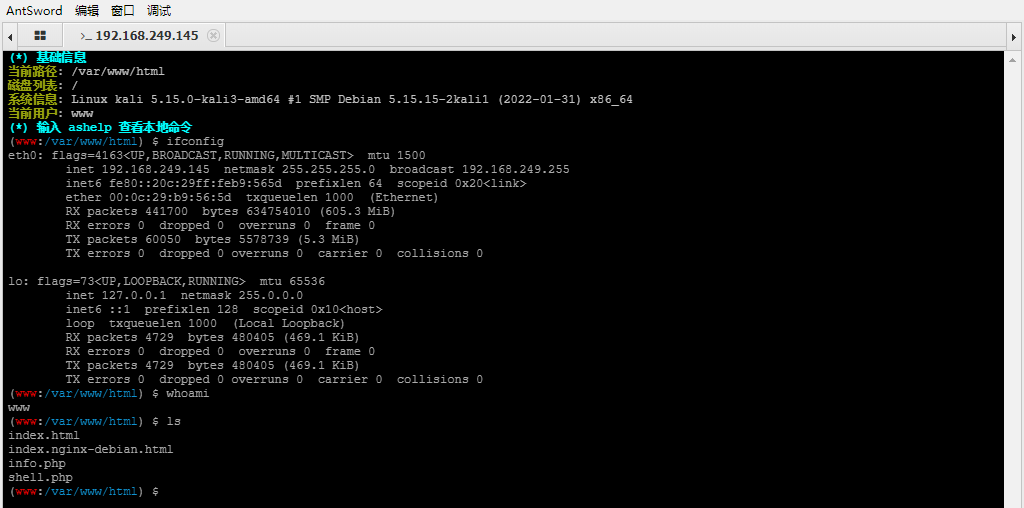 AntSword 编辑 窗口 调试
>_ 192.168.249.145
(*) 基础信息
当前路径: /var/www/html
磁盘列表: /
系统信息: Linux kali 5.15.0-kali3-amd64 #1 SMP Debian 5.15.15-2kali1 (2022-01-31) x86_64
当前用户: www
(*) 输入 ashelp 查看本地命令
(www:/var/www/html) $ ifconfig
eth0: flags=4163<UP,BROADCAST,RUNNING,MULTICAST>  mtu 1500
        inet 192.168.249.145  netmask 255.255.255.0  broadcast 192.168.249.255
        inet6 fe80::20c:29ff:feb9:565d  prefixlen 64  scopeid 0x20<link>
        ether 00:0c:29:b9:56:5d  txqueuelen 1000  (Ethernet)
        RX packets 441700  bytes 634754010 (605.3 MiB)
        RX errors 0  dropped 0  overruns 0  frame 0
        TX packets 60050  bytes 5578739 (5.3 MiB)
        TX errors 0  dropped 0 overruns 0  carrier 0  collisions 0
lo: flags=73<UP,LOOPBACK,RUNNING>  mtu 65536
        inet 127.0.0.1  netmask 255.0.0.0
        inet6 ::1  prefixlen 128  scopeid 0x10<host>
        loop  txqueuelen 1000  (Local Loopback)
        RX packets 4729  bytes 480405 (469.1 KiB)
        RX errors 0  dropped 0  overruns 0  frame 0
        TX packets 4729  bytes 480405 (469.1 KiB)
        TX errors 0  dropped 0 overruns 0  carrier 0  collisions 0
(www:/var/www/html) $ whoami
www
(www:/var/www/html) $ ls
index.html
index.nginx-debian.html
info.php
shell.php
(www:/var/www/html) $